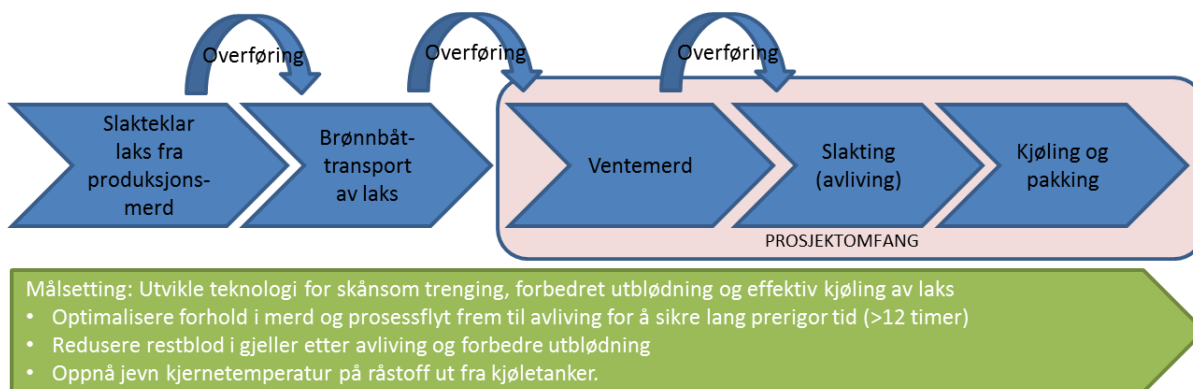 Overføring
Overføring
Overføring
Slakteklar
laks fra
produksjons-
merd
Brønnbåt-
transport
av laks
Ventemerd
Slakting
(avliving)
Kjøling og
pakking
PROSJEKTOMFANG
Målsetting: Utvikle teknologi for skånsom trenging, forbedret utblødning og effektiv kjøling av laks
• Optimalisere forhold i merd og prosessflyt frem til avliving for å sikre lang prerigor tid (>12 timer)
• Redusere restblod i gjeller etter avliving og forbedre utblødning
• Oppnå jevn kjernetemperatur på råstoff ut fra kjøletanker.